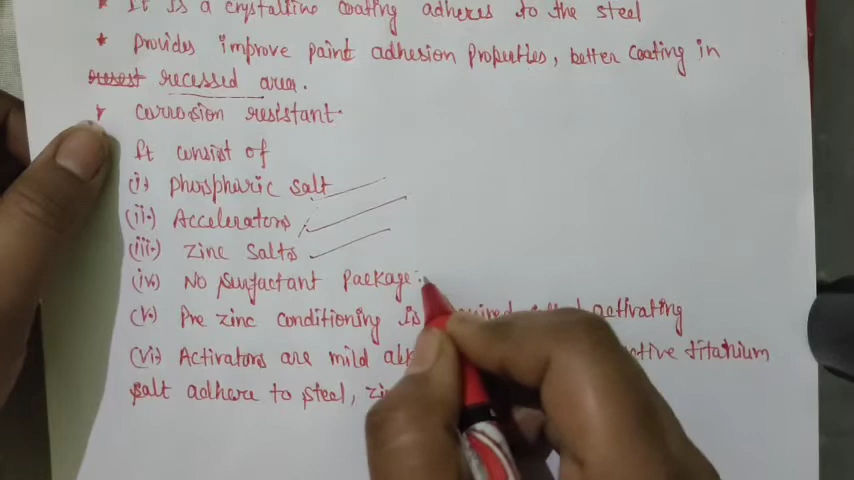 * It is a crystalline coating adheres to the steel
* Provides improve paint adhesion Properties, better coating in
recessed area.
* Corrosion resistant.
It consist of
(i) phosphoric salt
(ii) Accelerators
(iii) Zinc Salts
(iv) No surfactant Package
(v) Pre zinc conditioning is activating
(vi) Activators are mild titanium
salt adhere to steel,